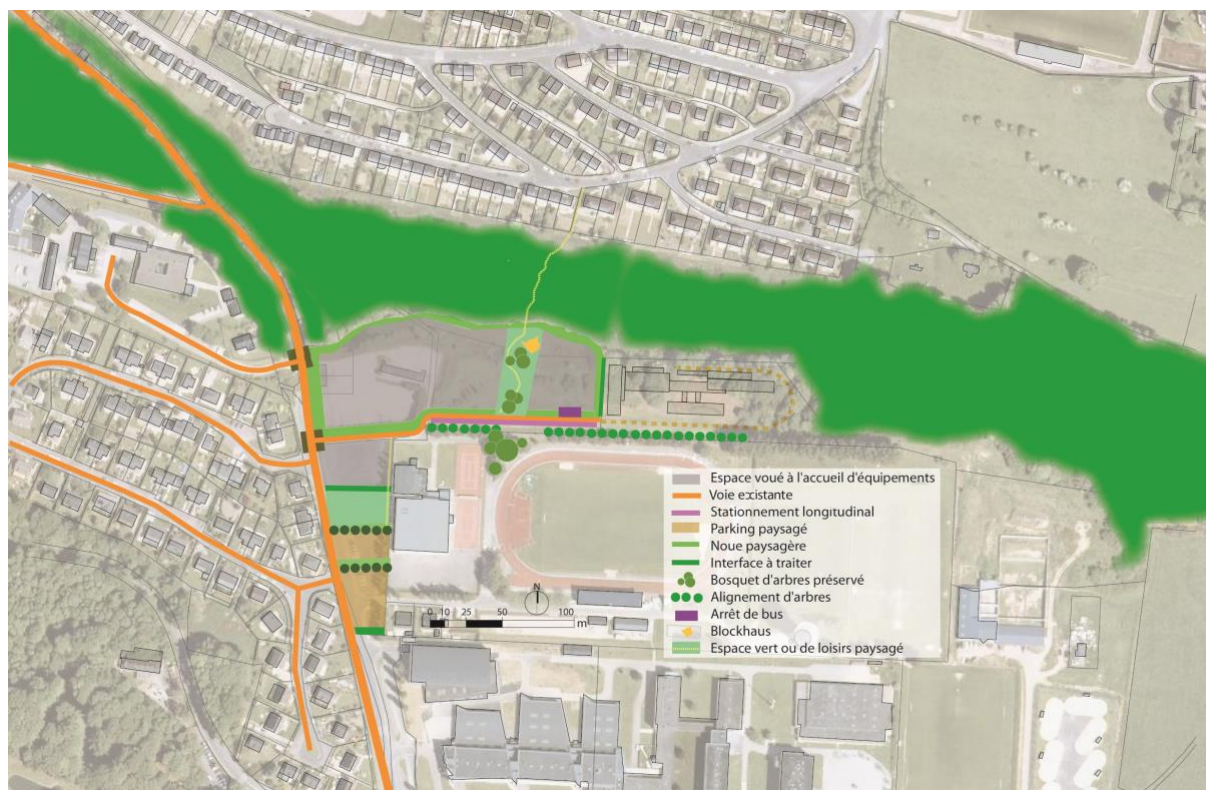 Espace voué à l'accueil d'équipements
Voie existante
Stationnement longitudinal
Parking paysagé
Noue paysagère
Interface à traiter
Bosquet d'arbres préservé
Alignement d'arbres
Arrêt de bus
Blockhaus
Espace vert ou de loisirs paysagé
N
0 10 25 50 100
m